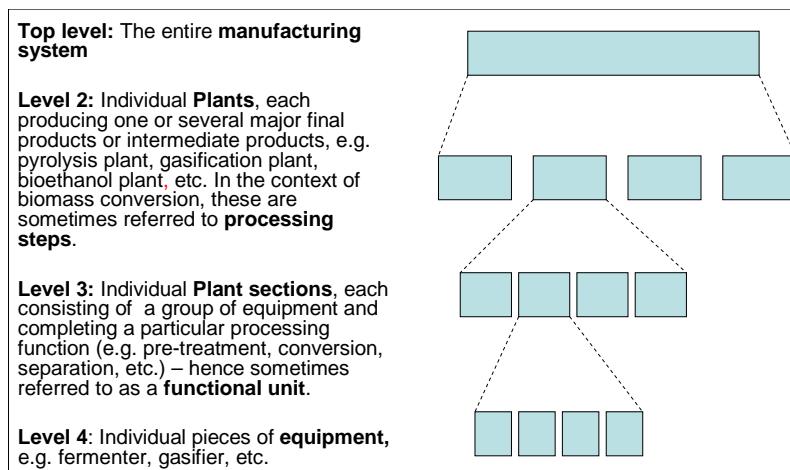 Top level: The entire manufacturing
system
Level 2: Individual Plants, each
producing one or several major final
products or intermediate products, e.g.
pyrolysis plant, gasification plant,
bioethanol plant, etc. In the context of
biomass conversion, these are
sometimes referred to processing
steps.
Level 3: Individual Plant sections, each
consisting of a group of equipment and
completing a particular processing
function (e.g. pre-treatment, conversion,
separation, etc.) – hence sometimes
referred to as a functional unit.
Level 4: Individual pieces of equipment,
e.g. fermenter, gasifier, etc.